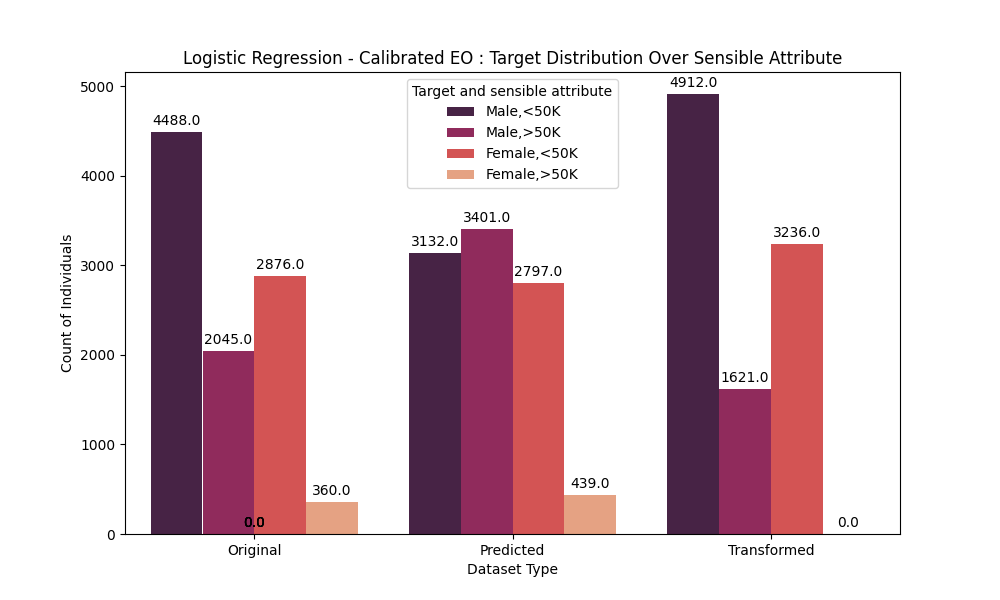 Logistic Regression - Calibrated EO : Target Distribution Over Sensible Attribute
Target and sensible attribute
Male,<50K
Male,>50K
Female,<50K
Female,>50K
Count of Individuals
5000
4000
3000
2000
1000
0
4488.0
2045.0
2876.0
360.0
0.0
3132.0
3401.0
2797.0
439.0
4912.0
1621.0
3236.0
0.0
Original
Predicted
Transformed
Dataset Type